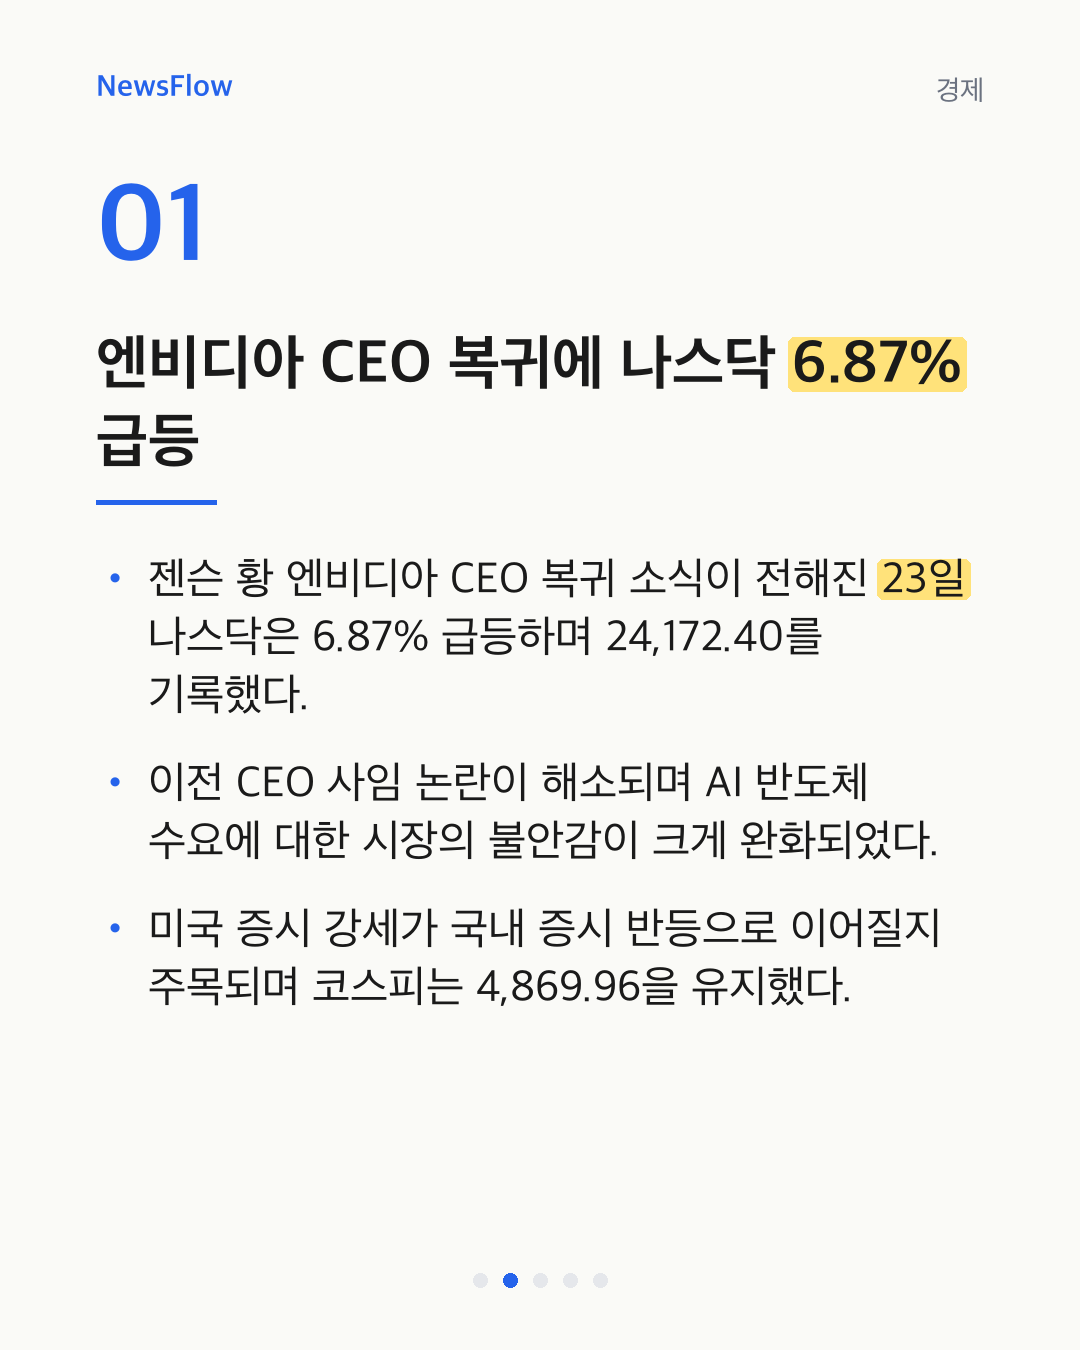 NewsFlow
경제
01
엔비디아 CEO 복귀에 나스닥 6.87%
급등
• 젠슨 황 엔비디아 CEO 복귀 소식이 전해진 23일
나스닥은 6.87% 급등하며 24,172.40를
기록했다.
• 이전 CEO 사임 논란이 해소되며 AI 반도체
수요에 대한 시장의 불안감이 크게 완화되었다.
• 미국 증시 강세가 국내 증시 반등으로 이어질지
주목되며 코스피는 4,869.96을 유지했다.